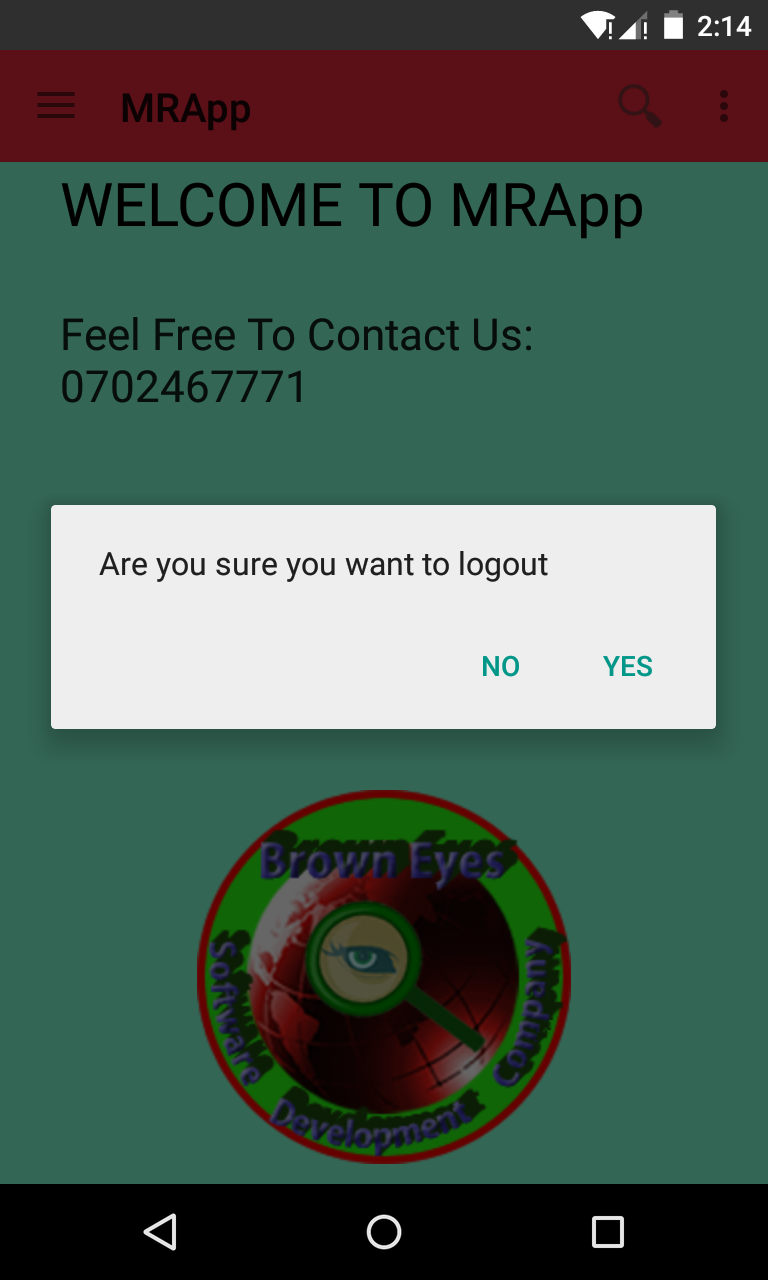 2:14
MRApp
WELCOME TO MRApp
Feel Free To Contact Us:
0702467771
Are you sure you want to logout
NO YES
Brown Eyes
Software
Development
Company